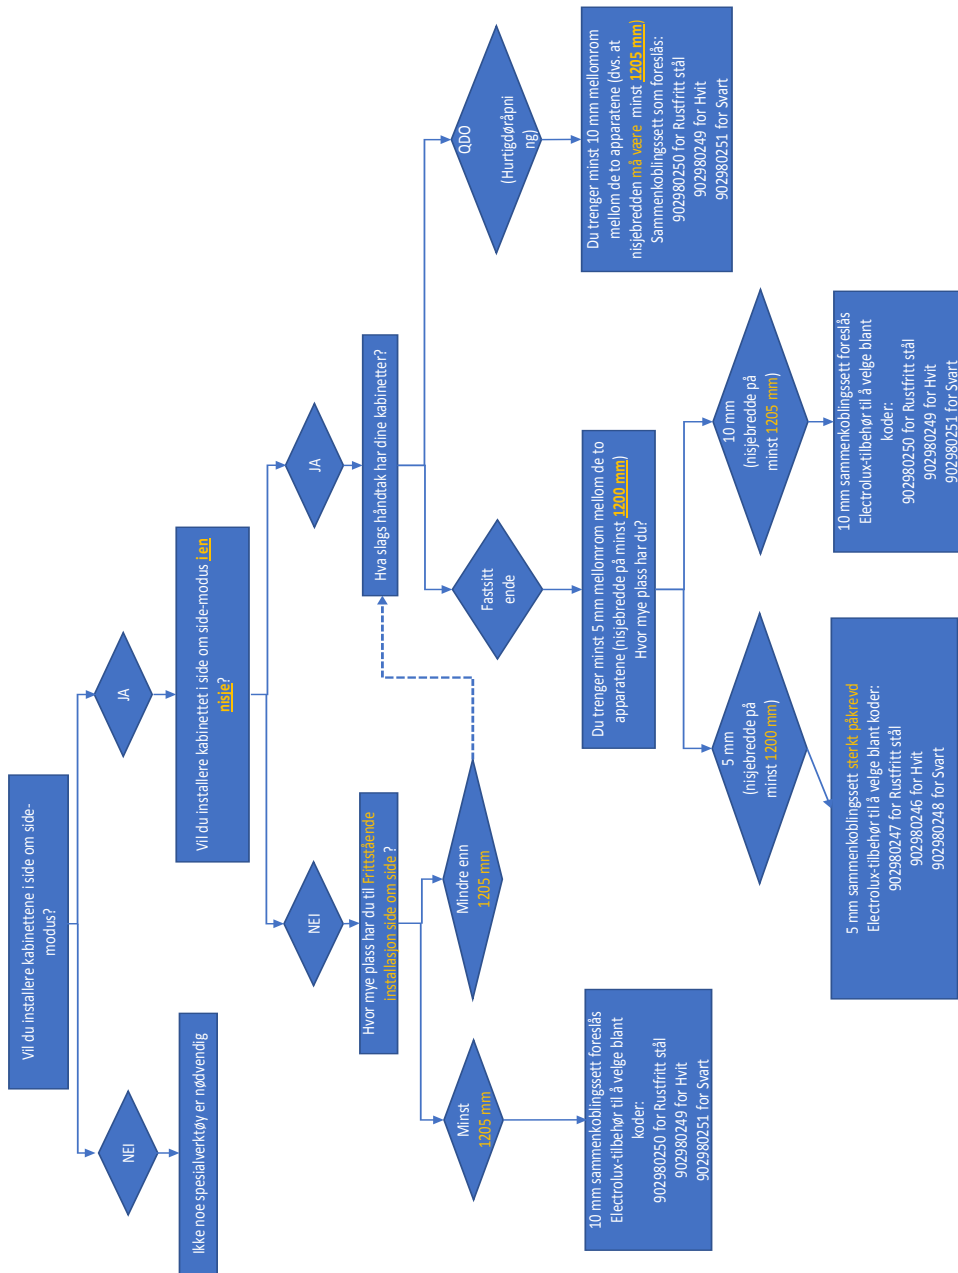 Vil du installere kabinettene i side om side-
modus?
NEI
JA
Ikke noe spesialverktøy er nødvendig
Vil du installere kabinettet i side om side-modus i en
nisje?
NEI
JA
Hvor mye plass har du til Frittstående
installasjon side om side ?
Hva slags håndtak har dine kabinetter?
Minst
1205 mm
Mindre enn
1205 mm
Fastsitt
ende
QDO
(Hurtigdøråpni
ng)
10 mm sammenkoblingssett foreslås
Electrolux-tilbehør til å velge blant
koder:
902980250 for Rustfritt stål
902980249 for Hvit
902980251 for Svart
Du trenger minst 5 mm mellomrom mellom de to
apparatene (nisjebredde på minst 1200 mm)
Hvor mye plass har du?
Du trenger minst 10 mm mellomrom
mellom de to apparatene (dvs. at
nisjebredden må være minst 1205 mm)
Sammenkoblingssett som foreslås:
902980250 for Rustfritt stål
902980249 for Hvit
902980251 for Svart
5 mm
(nisjebredde på
minst 1200 mm)
10 mm
(nisjebredde på
minst 1205 mm)
5 mm sammenkoblingssett sterkt påkrevd
Electrolux-tilbehør til å velge blant koder:
902980247 for Rustfritt stål
902980246 for Hvit
902980248 for Svart
10 mm sammenkoblingssett foreslås
Electrolux-tilbehør til å velge blant
koder:
902980250 for Rustfritt stål
902980249 for Hvit
902980251 for Svart